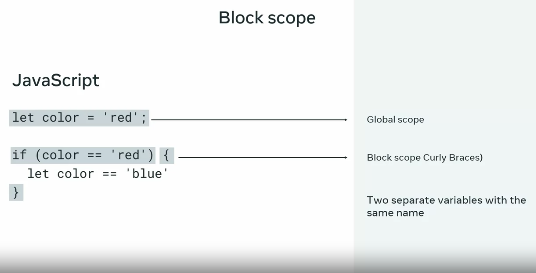 Block scope
JavaScript
let color = 'red';
Global scope
if (color == 'red') {
Block scope Curly Braces)
let color == 'blue'
}
Two separate variables with the
same name